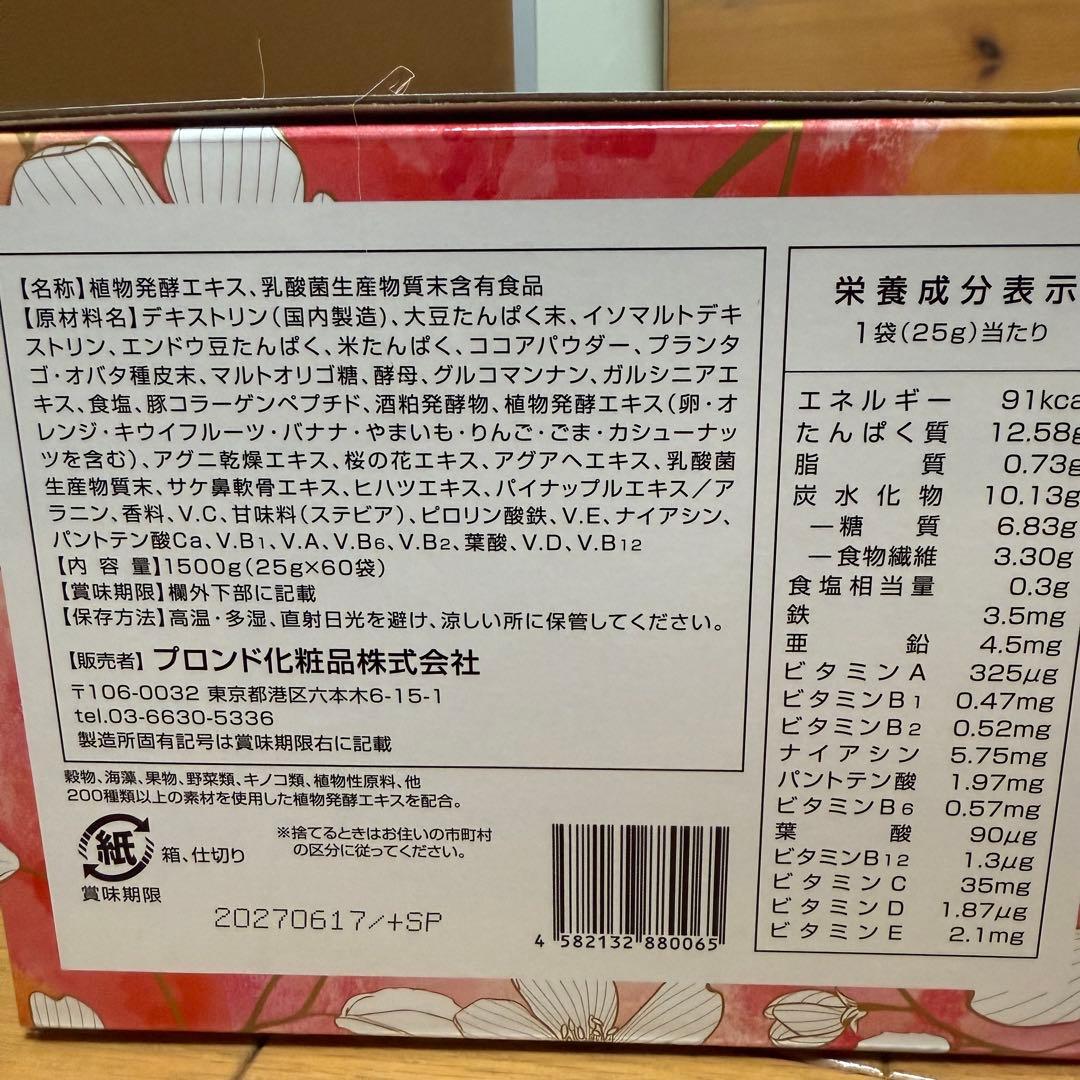 【名称】植物発酵エキス、乳酸菌生産物質末含有食品
【原材料名】デキストリン(国内製造)、大豆たんぱく末、イソマルトデキ
ストリン、エンドウ豆たんぱく、米たんぱく、ココアパウダー、プランタ
ゴ・オバタ種皮末、マルトオリゴ糖、酵母、グルコマンナン、ガルシニアエ
キス、食塩、豚コラーゲンペプチド、酒粕発酵物、植物発酵エキス(卵・オ
レンジ・キウイフルーツ・バナナ・やまいも・りんご・ごま・カシューナッ
ツを含む)、アグニ乾燥エキス、桜の花エキス、アグアヘエキス、乳酸菌
生産物質末、サケ鼻軟骨エキス、ヒハツエキス、パイナップルエキス/ア
ラニン、香料、V.C、甘味料(ステビア)、ピロリン酸鉄、V.E、ナイアシン、
パントテン酸Ca、V.B1、V.A、V.B6、V.B2、葉酸、V.D、V.B12
【内容量】1500g(25g×60袋)
【賞味期限】欄外下部に記載
【保存方法】高温・多湿、直射日光を避け、涼しい所に保管してください。
【販売者】プロンド化粧品株式会社
〒106-0032 東京都港区六本木6-15-1
tel.03-6630-5336
製造所固有記号は賞味期限右に記載
穀物、海藻、果物、野菜類、キノコ類、植物性原料、他
200種類以上の素材を使用した植物発酵エキスを配合。
紙 箱、仕切り
※捨てるときはお住いの市町村
の区分に従ってください。
賞味期限
20270617/+SP
4 582132 880065
栄養成分表示
1袋(25g)当たり
エネルギー 91kca
たんぱく質 12.58g
脂質 0.73g
炭水化物 10.13g
―糖質 6.83g
―食物繊維 3.30g
食塩相当量 0.3g
鉄 3.5mg
亜鉛 4.5mg
ビタミンA 325μg
ビタミンB1 0.47mg
ビタミンB2 0.52mg
ナイアシン 5.75mg
パントテン酸 1.97mg
ビタミンB6 0.57mg
葉酸 90μg
ビタミンB12 1.3μg
ビタミンC 35mg
ビタミンD 1.87μg
ビタミンE 2.1mg